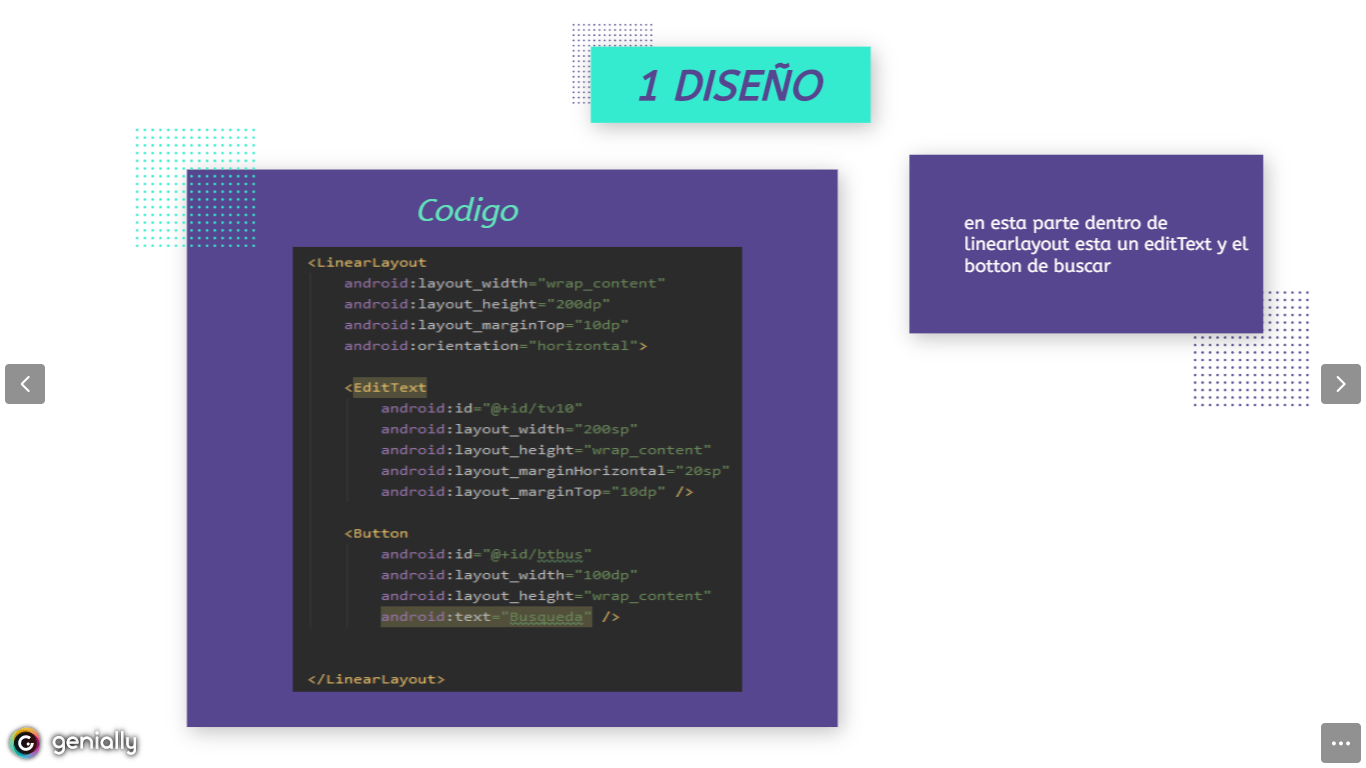 1 DISEÑO
Codigo
<LinearLayout
android:layout_width="wrap_content"
android:layout_height="200dp"
android:layout_marginTop="10dp"
android:orientation="horizontal">
<EditText
android:id="@+id/tv10"
android:layout_width="200sp"
android:layout_height="wrap_content"
android:layout_marginHorizontal="20sp"
android:layout_marginTop="10dp" />
<Button
android:id="@+id/btbus"
android:layout_width="100dp"
android:layout_height="wrap_content"
android:text="Busqueda" />
</LinearLayout>
en esta parte dentro de
linearlayout esta un editText y el
botton de buscar
genially